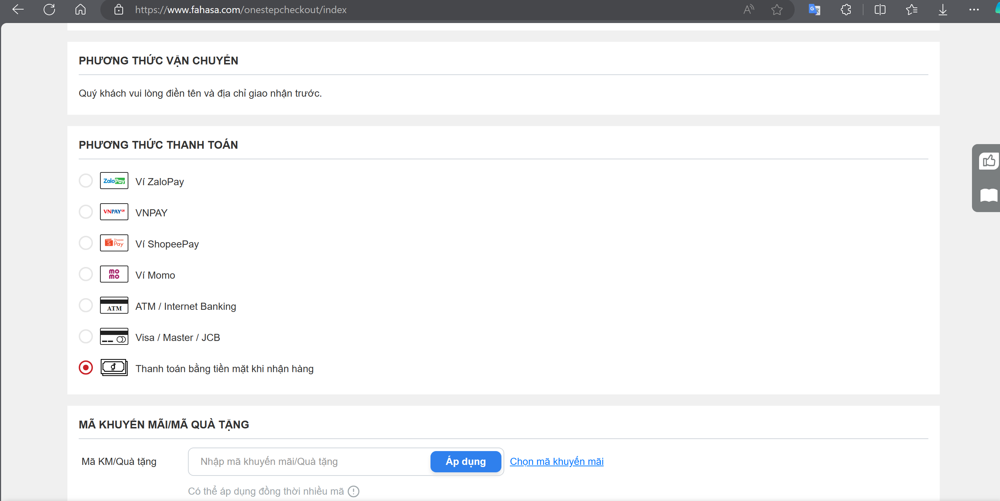 https://www.fahasa.com/onestepcheckout/index
PHƯƠNG THỨC VẬN CHUYỂN
Quý khách vui lòng điền tên và địa chỉ giao nhận trước.
PHƯƠNG THỨC THANH TOÁN
ZaloPay Ví ZaloPay
VNPAYQR VNPAY
S Shopee Pay Ví ShopeePay
mo mo Ví Momo
ATM ATM / Internet Banking
Visa / Master / JCB
đ Thanh toán bằng tiền mặt khi nhận hàng
MÃ KHUYẾN MÃI/MÃ QUÀ TẶNG
Mã KM/Quà tặng Nhập mã khuyến mãi/Quà tặng Áp dụng Chọn mã khuyến mãi
Có thể áp dụng đồng thời nhiều mã